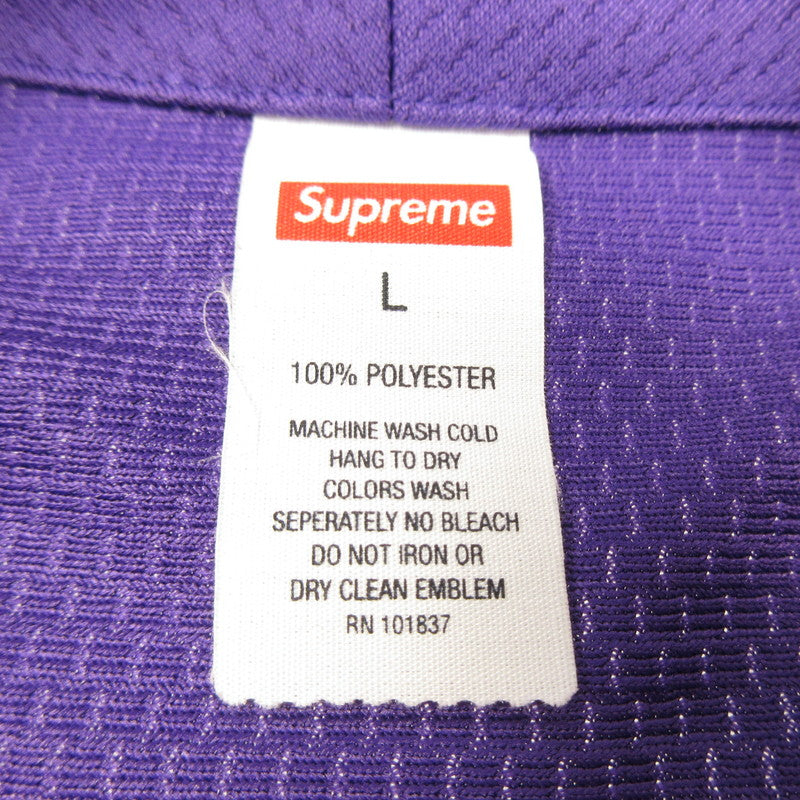 Supreme
L
100% POLYESTER
MACHINE WASH COLD
HANG TO DRY
COLORS WASH
SEPERATELY NO BLEACH
DO NOT IRON OR
DRY CLEAN EMBLEM
RN 101837